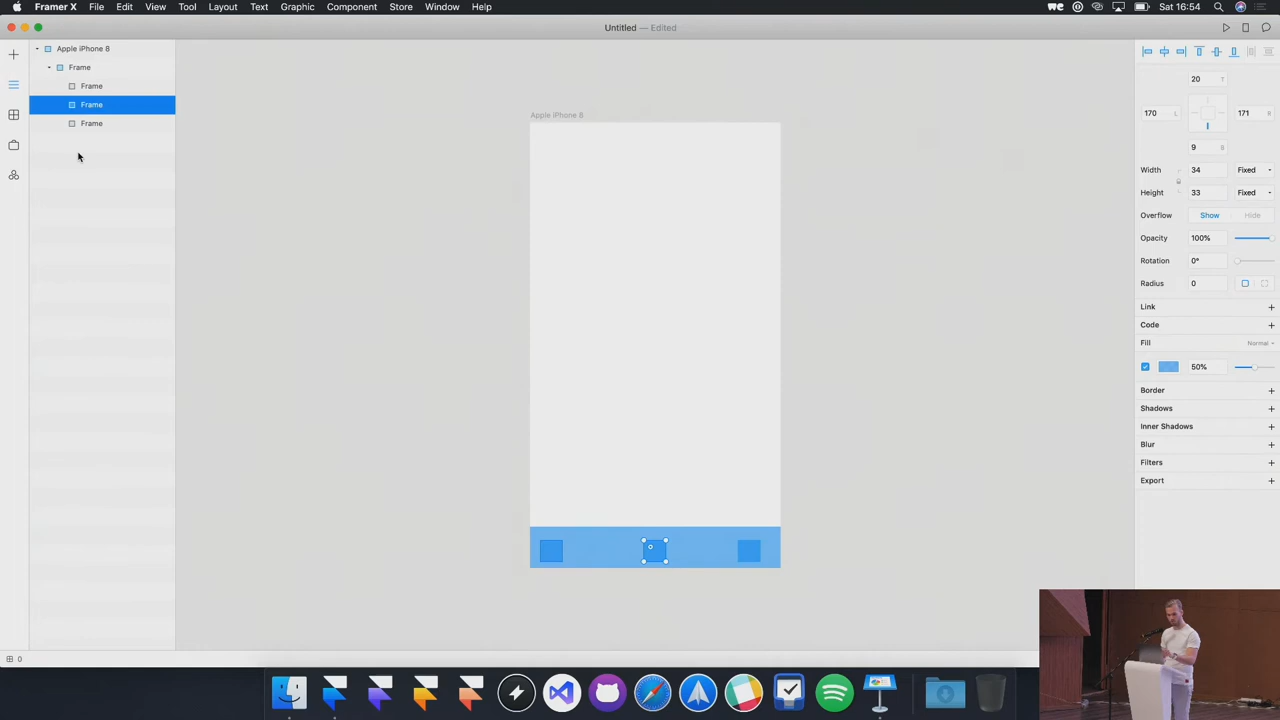 Framer X File Edit View Tool Layout Text Graphic Component Store Window Help Sat 16:54
Untitled — Edited
Apple iPhone 8
Frame
Frame
Frame
Frame
Apple iPhone 8
20 T
170 L
171 R
9 B
Width 34 Fixed
Height 33 Fixed
Overflow Show Hide
Opacity 100%
Rotation 0°
Radius 0
Link
Code
Fill Normal
50%
Border
Shadows
Inner Shadows
Blur
Filters
Export
0